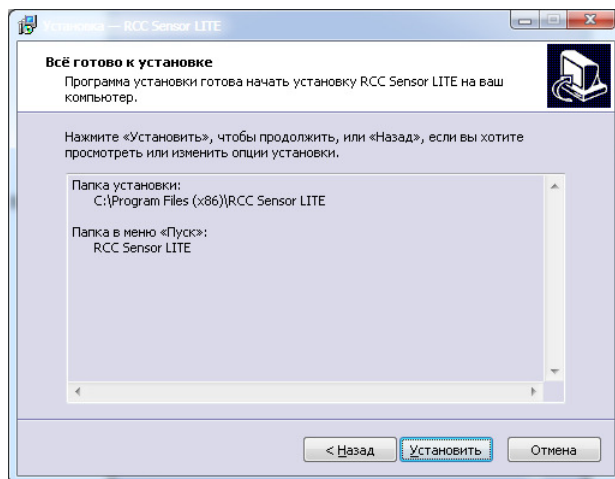 Установка — RCC Sensor LITE
Всё готово к установке
Программа установки готова начать установку RCC Sensor LITE на ваш
компьютер.
Нажмите «Установить», чтобы продолжить, или «Назад», если вы хотите
просмотреть или изменить опции установки.
Папка установки:
C:\Program Files (x86)\RCC Sensor LITE
Папка в меню «Пуск»:
RCC Sensor LITE
< Назад
Установить
Отмена